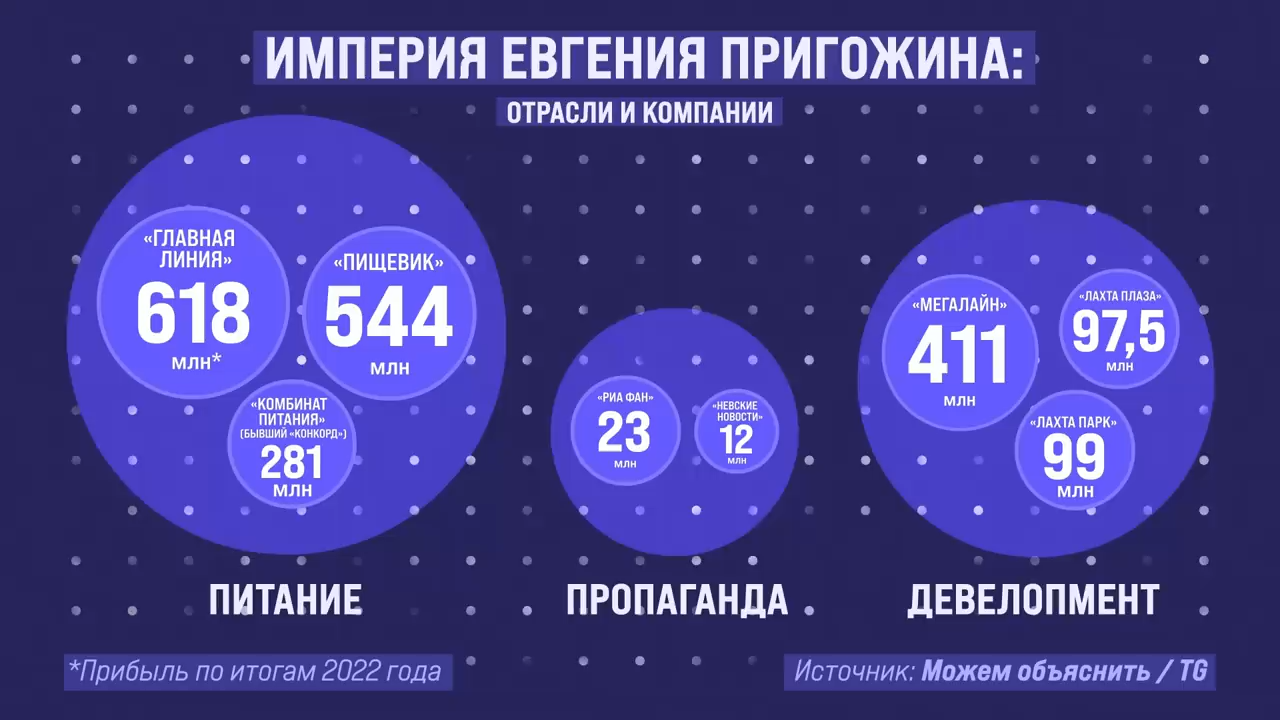 ИМПЕРИЯ ЕВГЕНИЯ ПРИГОЖИНА:
ОТРАСЛИ И КОМПАНИИ
«ГЛАВНАЯ
ЛИНИЯ»
618
МЛН*
«ПИЩЕВИК»
544
МЛН
«КОМБИНАТ
ПИТАНИЯ»
(БЫВШИЙ «КОНКОРД»)
281
МЛН
ПИТАНИЕ
«РИА ФАН»
23
МЛН
«НЕВСКИЕ
НОВОСТИ»
12
МЛН
ПРОПАГАНДА
«МЕГАЛАЙН»
411
МЛН
«ЛАХТА ПЛАЗА»
97,5
МЛН
«ЛАХТА ПАРК»
99
МЛН
ДЕВЕЛОПМЕНТ
*Прибыль по итогам 2022 года
Источник: Можем объяснить / TG